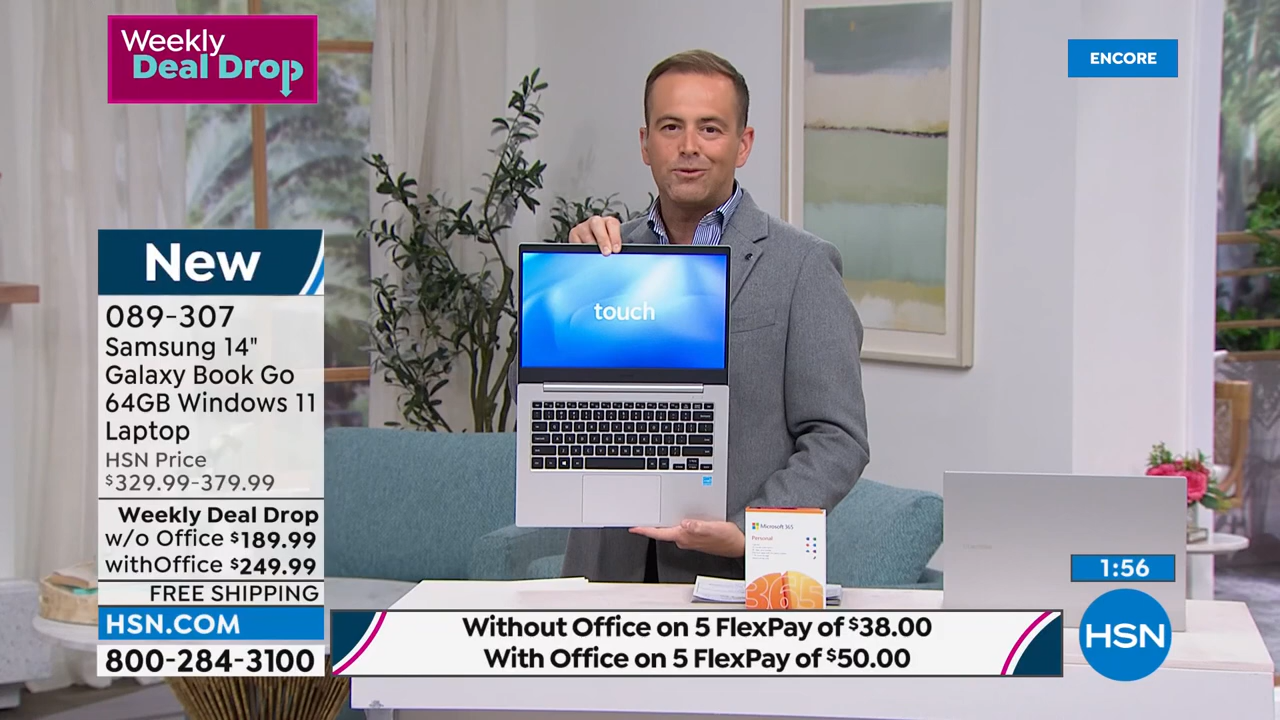 Weekly
Deal Drop
ENCORE
New
089-307
Samsung 14"
Galaxy Book Go
64GB Windows 11
Laptop
HSN Price
$329.99-379.99
Weekly Deal Drop
w/o Office $189.99
withOffice $249.99
FREE SHIPPING
HSN.COM
800-284-3100
touch
Microsoft 365
Personal
365
1:56
HSN
Without Office on 5 FlexPay of $38.00
With Office on 5 FlexPay of $50.00